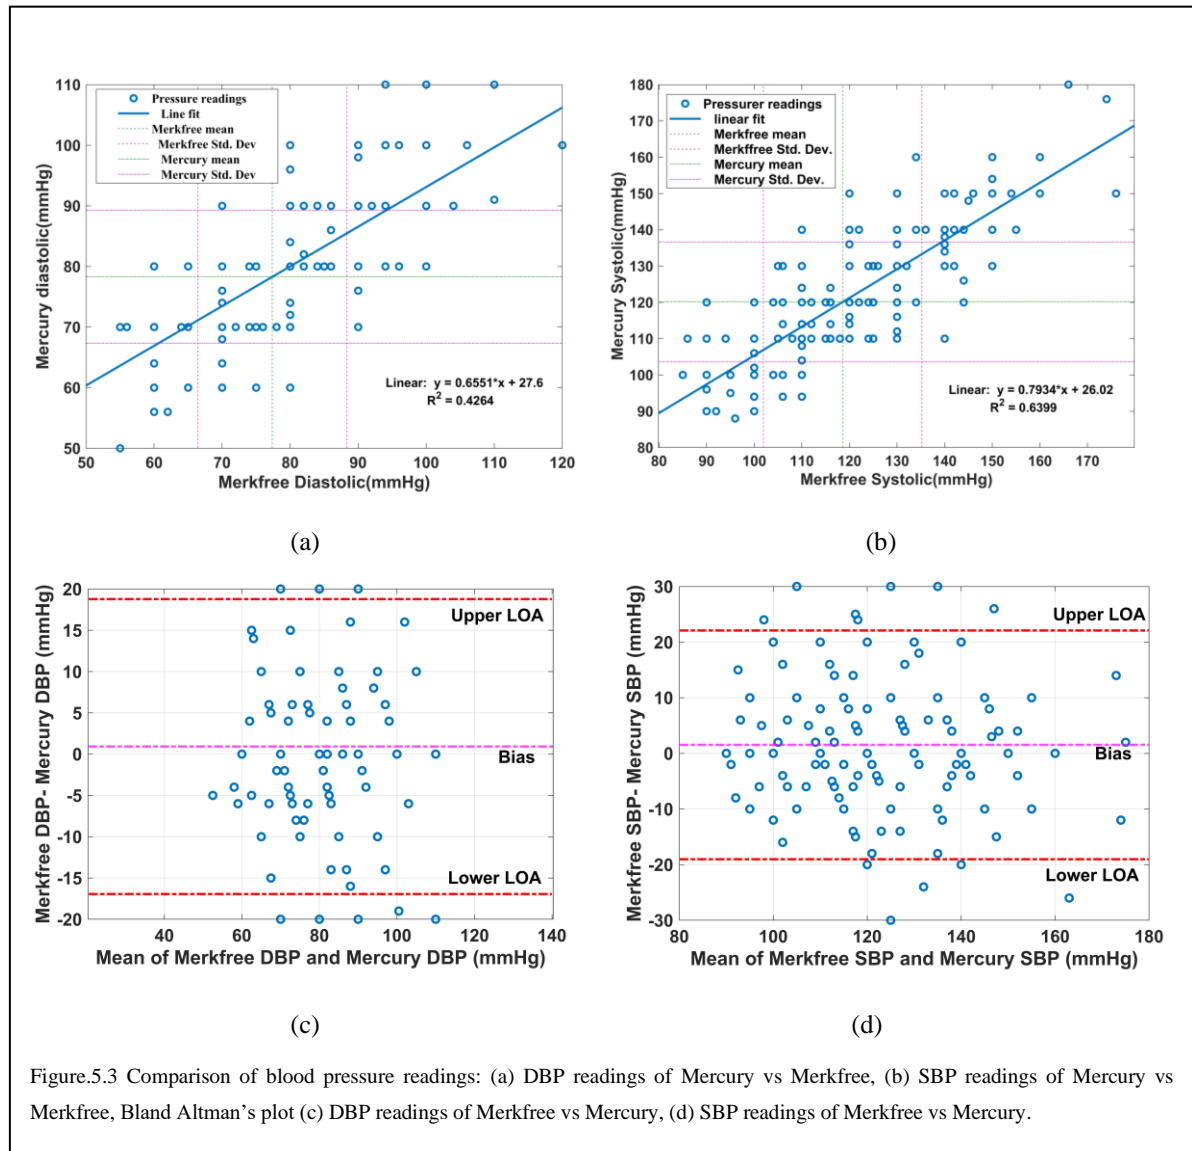 110
100
90
80
70
60
50
Mercury diastolic(mmHg)
Pressure readings
Line fit
Merkfree mean
Merkfree Std. Dev
Mercury mean
Mercury Std. Dev
Linear: y = 0.6551*x + 27.6
R2 = 0.4264
50 60 70 80 90 100 110 120
Merkfree Diastolic(mmHg)
(a)
180
170
160
150
140
130
120
110
100
90
80
Mercury Systolic(mmHg)
Pressurer readings
linear fit
Merkfree mean
Merkffree Std. Dev.
Mercury mean
Mercury Std. Dev.
Linear: y = 0.7934*x + 26.02
R2 = 0.6399
80 90 100 110 120 130 140 150 160 170
Merkfree Systolic(mmHg)
(b)
20
15
10
5
0
-5
-10
-15
-20
Merkfree DBP- Mercury DBP (mmHg)
Upper LOA
Bias
Lower LOA
40 60 80 100 120 140
Mean of Merkfree DBP and Mercury DBP (mmHg)
(c)
30
20
10
0
-10
-20
-30
Merkfree SBP- Mercury SBP (mmHg)
Upper LOA
Bias
Lower LOA
80 100 120 140 160 180
Mean of Merkfree SBP and Mercury SBP (mmHg)
(d)
Figure.5.3 Comparison of blood pressure readings: (a) DBP readings of Mercury vs Merkfree, (b) SBP readings of Mercury vs
Merkfree, Bland Altman's plot (c) DBP readings of Merkfree vs Mercury, (d) SBP readings of Merkfree vs Mercury.